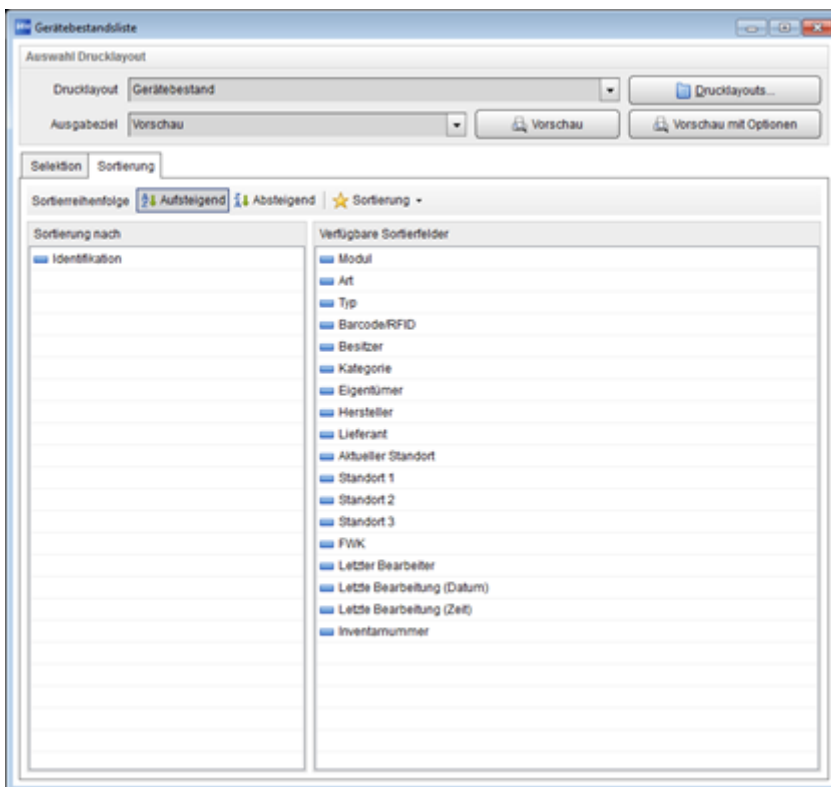 Gerätebestandsliste
Auswahl Drucklayout
Drucklayout Gerätebestand Drucklayouts...
Ausgabeziel Vorschau Vorschau Vorschau mit Optionen
Selektion Sortierung
Sortierreihenfolge Aufsteigend Absteigend Sortierung
Sortierung nach Verfügbare Sortierfelder
Identifikation Modul
Art
Typ
Barcode/RFID
Besitzer
Kategorie
Eigentümer
Hersteller
Lieferant
Aktueller Standort
Standort 1
Standort 2
Standort 3
FWK
Letzter Bearbeiter
Letzte Bearbeitung (Datum)
Letzte Bearbeitung (Zeit)
Inventarnummer